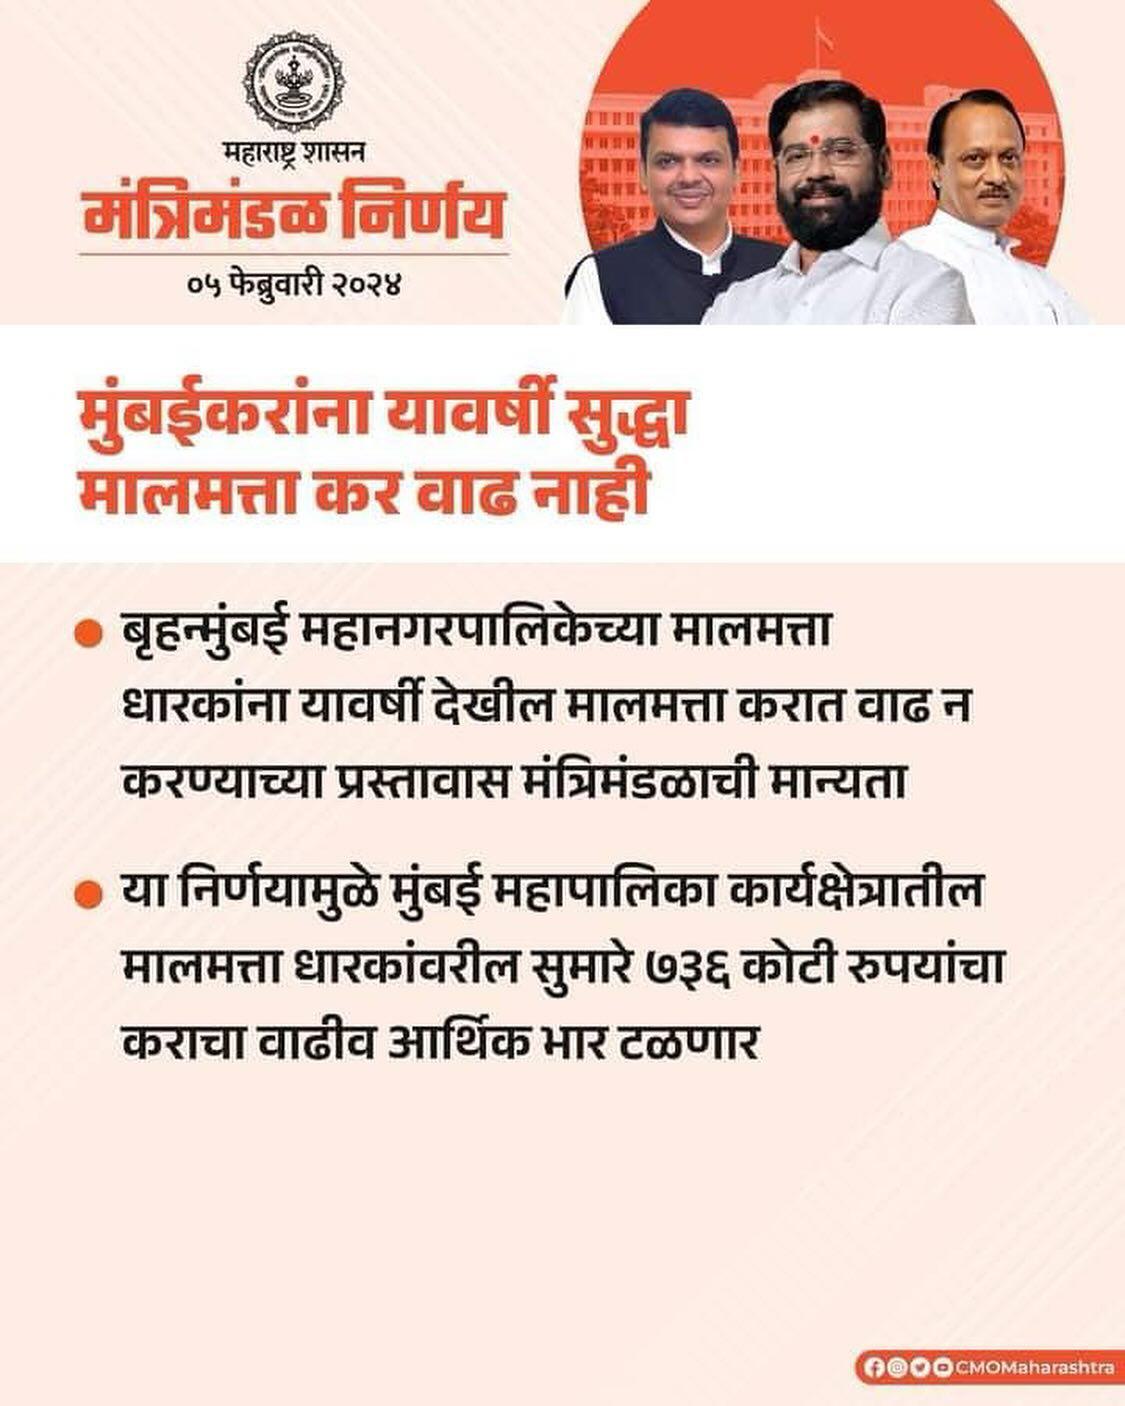 महाराष्ट्र शासन
मंत्रिमंडळ निर्णय
०५ फेब्रुवारी २०२४
मुंबईकरांना यावर्षी सुद्धा
मालमत्ता कर वाढ नाही
बृहन्मुंबई महानगरपालिकेच्या मालमत्ता
धारकांना यावर्षी देखील मालमत्ता करात वाढ न
करण्याच्या प्रस्तावास मंत्रिमंडळाची मान्यता
या निर्णयामुळे मुंबई महापालिका कार्यक्षेत्रातील
मालमत्ता धारकांवरील सुमारे ७३६ कोटी रुपयांचा
कराचा वाढीव आर्थिक भार टळणार
CMOMaharashtra